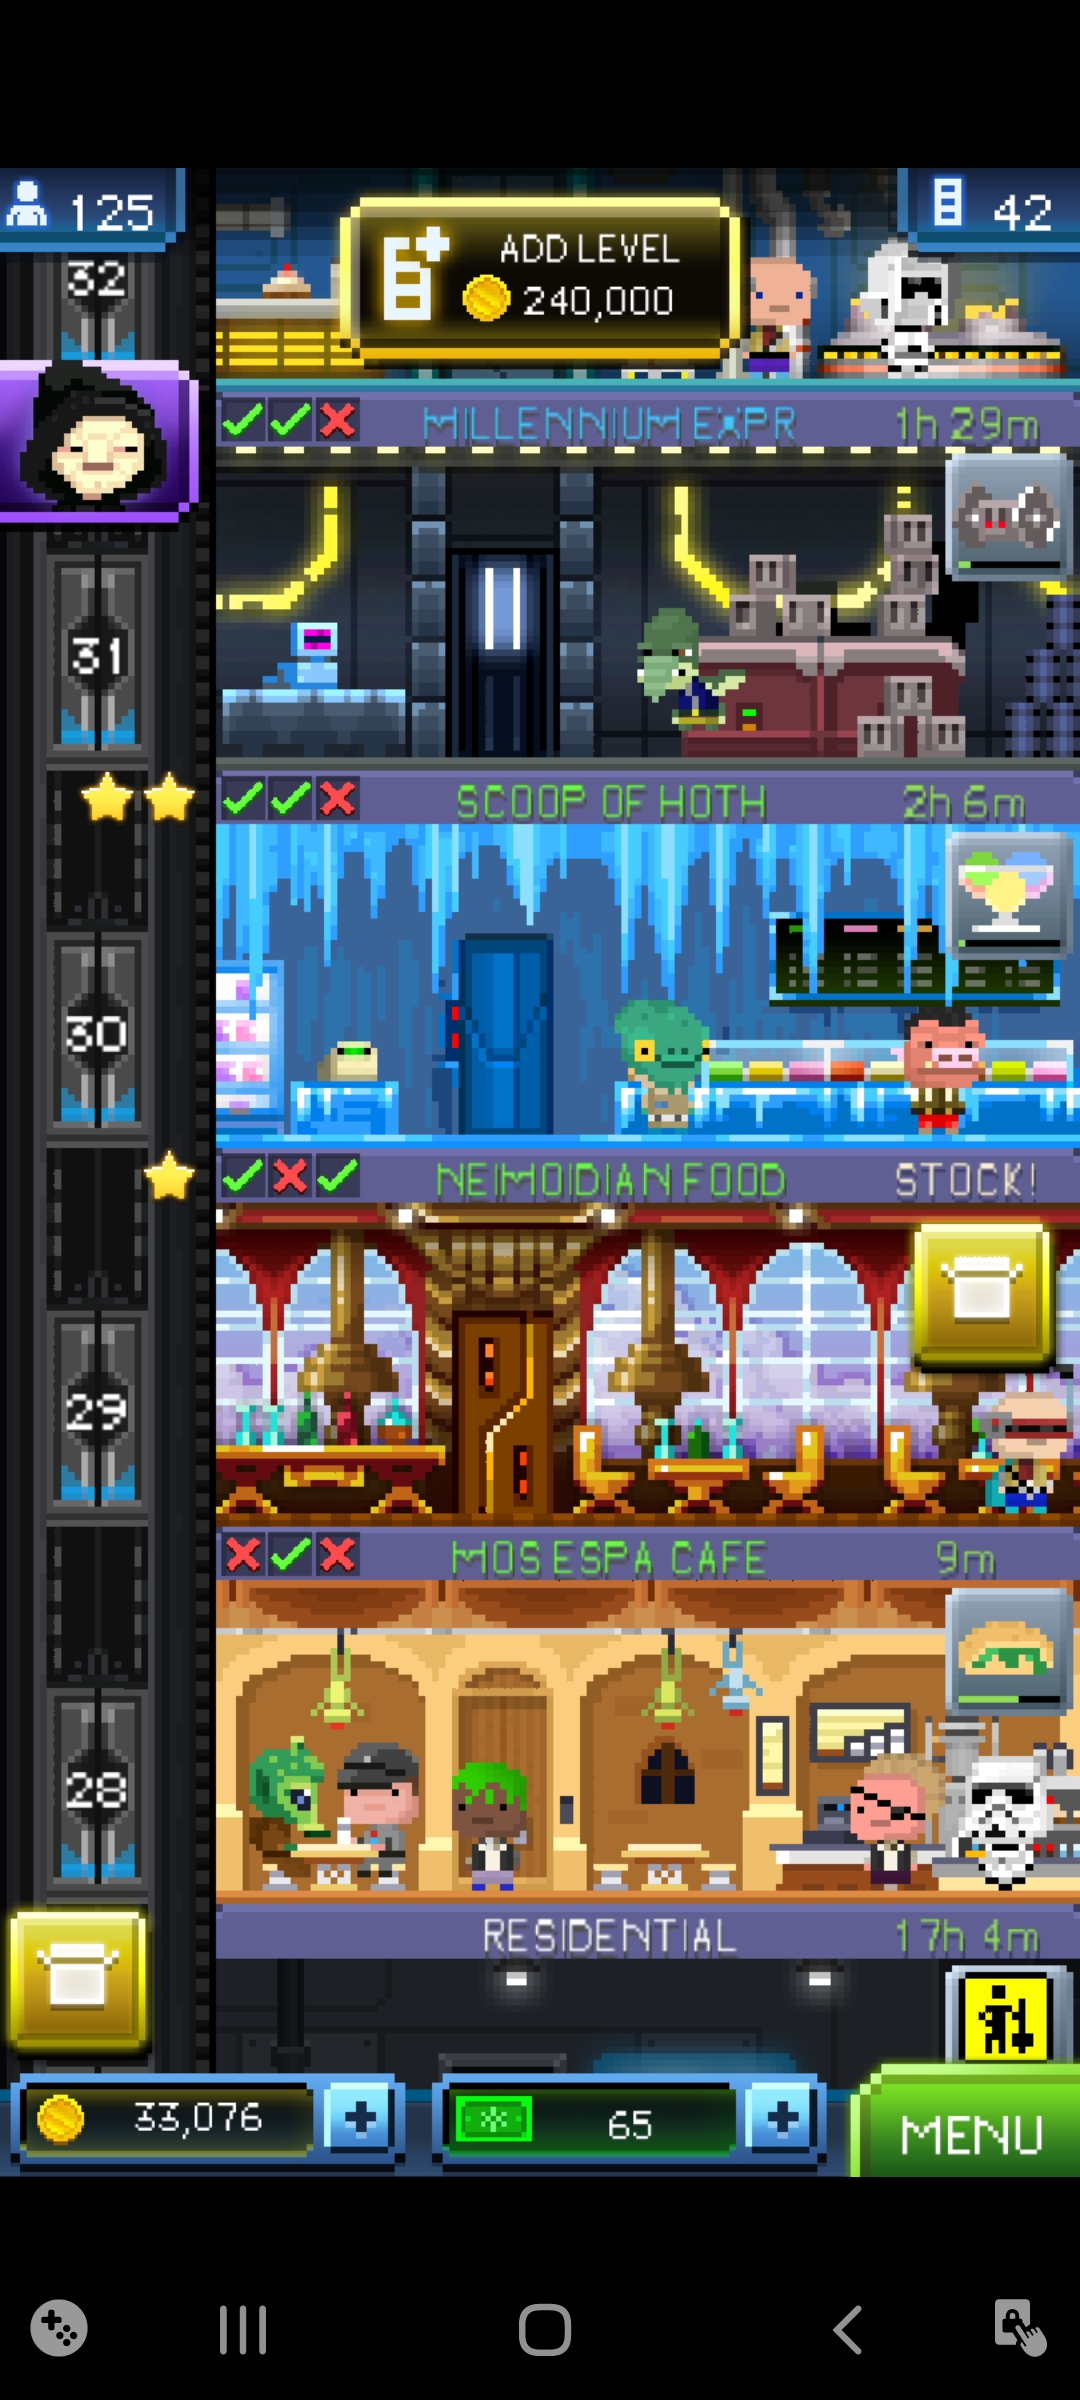 125
ADD LEVEL
240,000
42
32
MILLENNIUM EXPR 1h 29m
31
SCOOP OF HOTH 2h 6m
30
NEIMOIDIAN FOOD STOCK!
29
MOS ESPA CAFE 9m
28
RESIDENTIAL 17h 4m
33,076
65
MENU